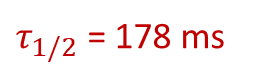 τ1/2 = 178 ms